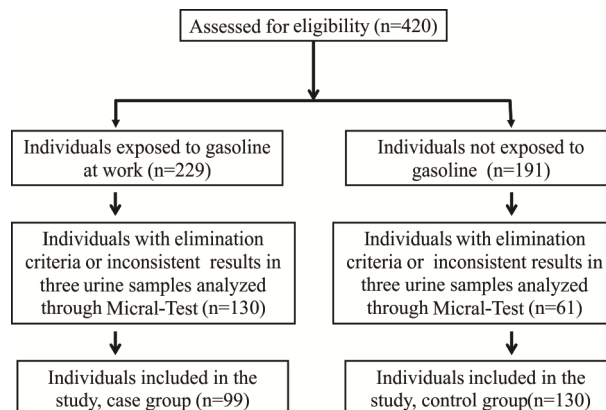 Assessed for eligibility (n=420)
Individuals exposed to gasoline
at work (n=229)
Individuals not exposed to
gasoline (n=191)
Individuals with elimination
criteria or inconsistent results in
three urine samples analyzed
through Micral-Test (n=130)
Individuals with elimination
criteria or inconsistent results in
three urine samples analyzed
through Micral-Test (n=61)
Individuals included in the
study, case group (n=99)
Individuals included in the
study, control group(n=130)